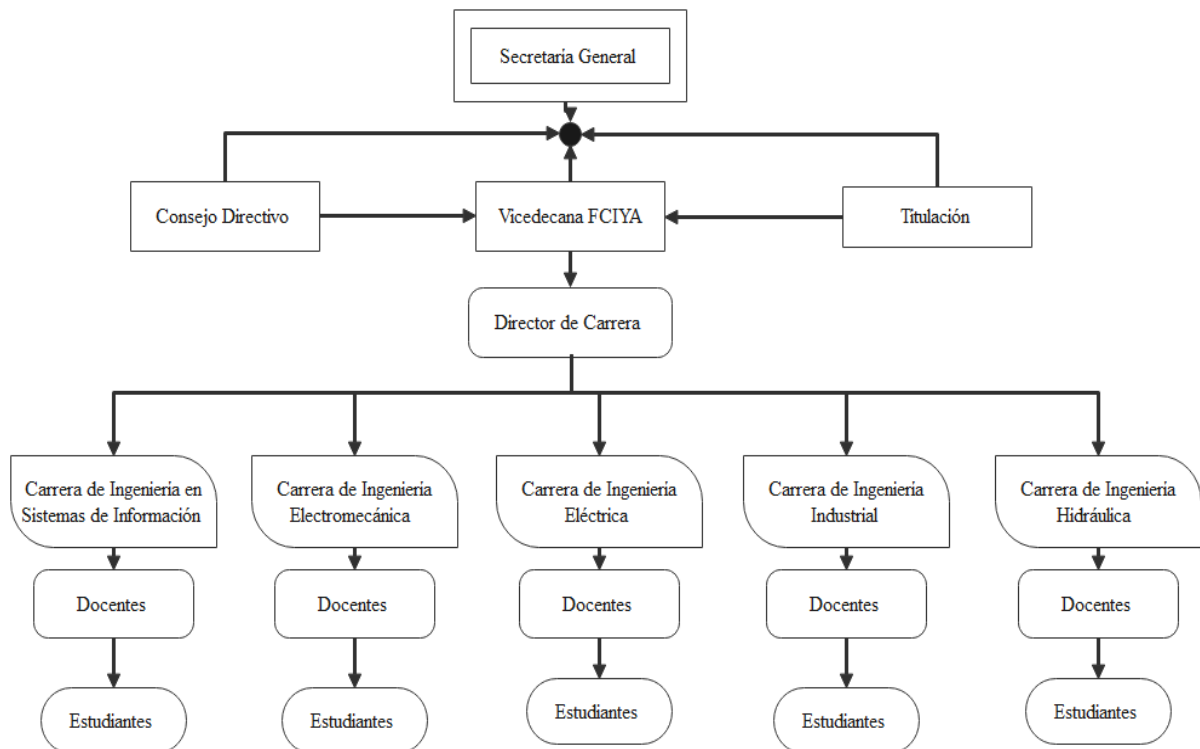 Secretaría General
Consejo Directivo
Vicedecana FCIYA
Titulación
Director de Carrera
Carrera de Ingeniería en
Sistemas de Información
Carrera de Ingeniería
Electromecánica
Carrera de Ingeniería
Eléctrica
Carrera de Ingeniería
Industrial
Carrera de Ingeniería
Hidráulica
Docentes
Docentes
Docentes
Docentes
Docentes
Estudiantes
Estudiantes
Estudiantes
Estudiantes
Estudiantes